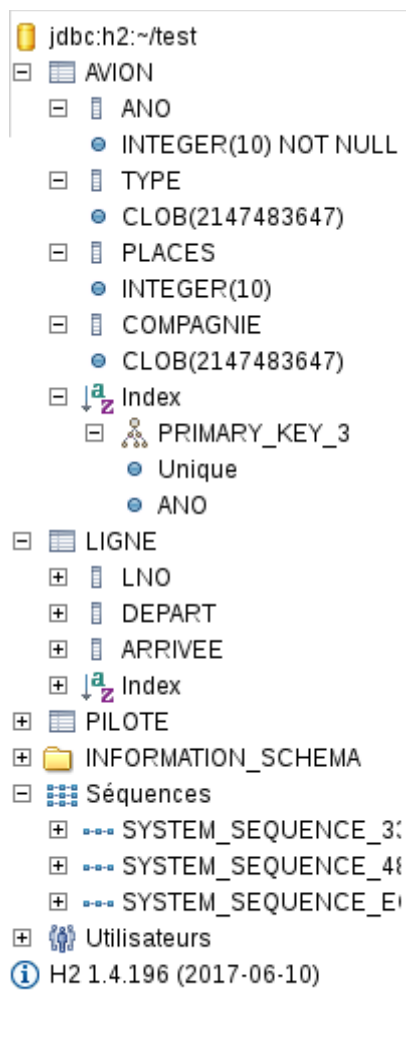 jdbc:h2:~/test
AVION
ANO
INTEGER(10) NOT NULL
TYPE
CLOB(2147483647)
PLACES
INTEGER(10)
COMPAGNIE
CLOB(2147483647)
Index
PRIMARY_KEY_3
Unique
ANO
LIGNE
LNO
DEPART
ARRIVEE
Index
PILOTE
INFORMATION_SCHEMA
Séquences
SYSTEM_SEQUENCE_33
SYSTEM_SEQUENCE_48
SYSTEM_SEQUENCE_E
Utilisateurs
H2 1.4.196 (2017-06-10)